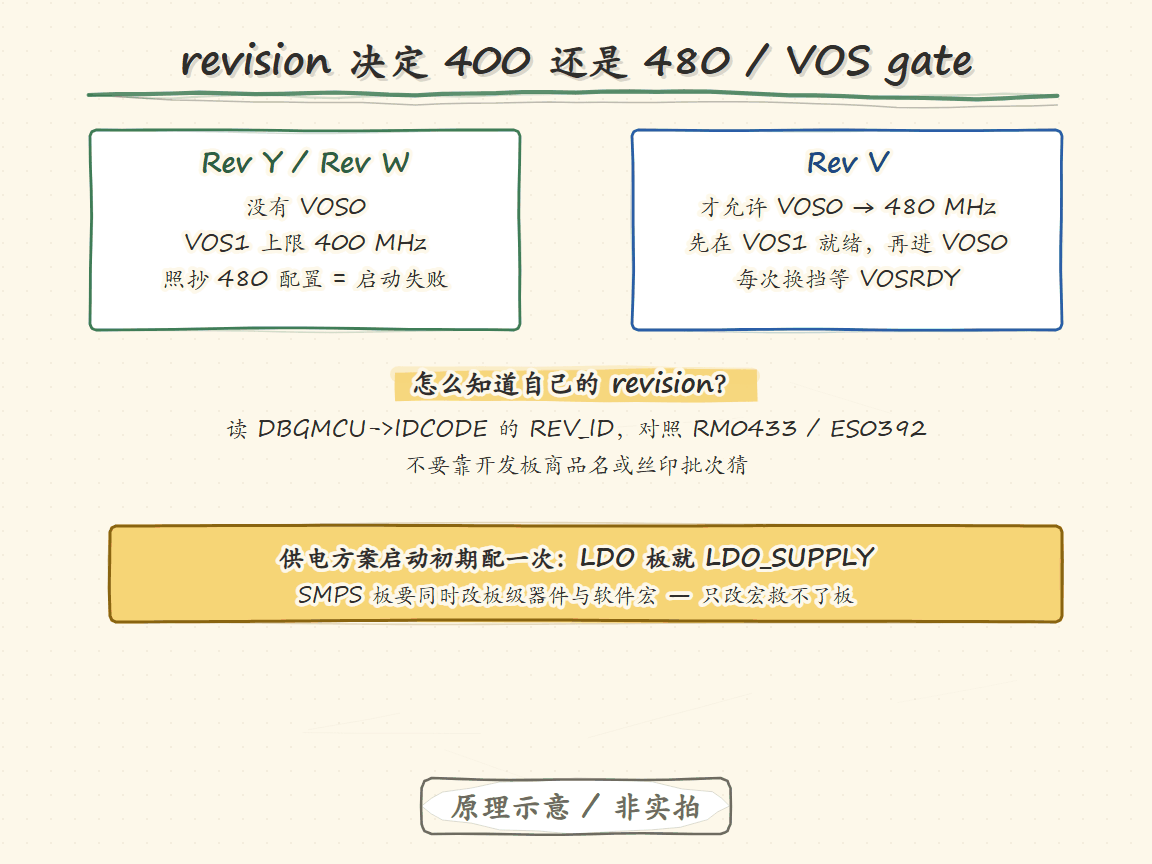 revision 决定 400 还是 480 / VOS gate
Rev Y / Rev W
没有 VOS0
VOS1 上限 400 MHz
照抄 480 配置 = 启动失败
Rev V
才允许 VOS0 → 480 MHz
先在 VOS1 就绪，再进 VOS0
每次换挡等 VOSRDY
怎么知道自己的 revision?
读 DBGMCU->IDCODE 的 REV_ID，对照 RM0433 / ES0392
不要靠开发板商品名或丝印批次猜
供电方案启动初期配一次：LDO 板就 LDO_SUPPLY
SMPS 板要同时改板级器件与软件宏 — 只改宏救不了板
原理示意 / 非实拍